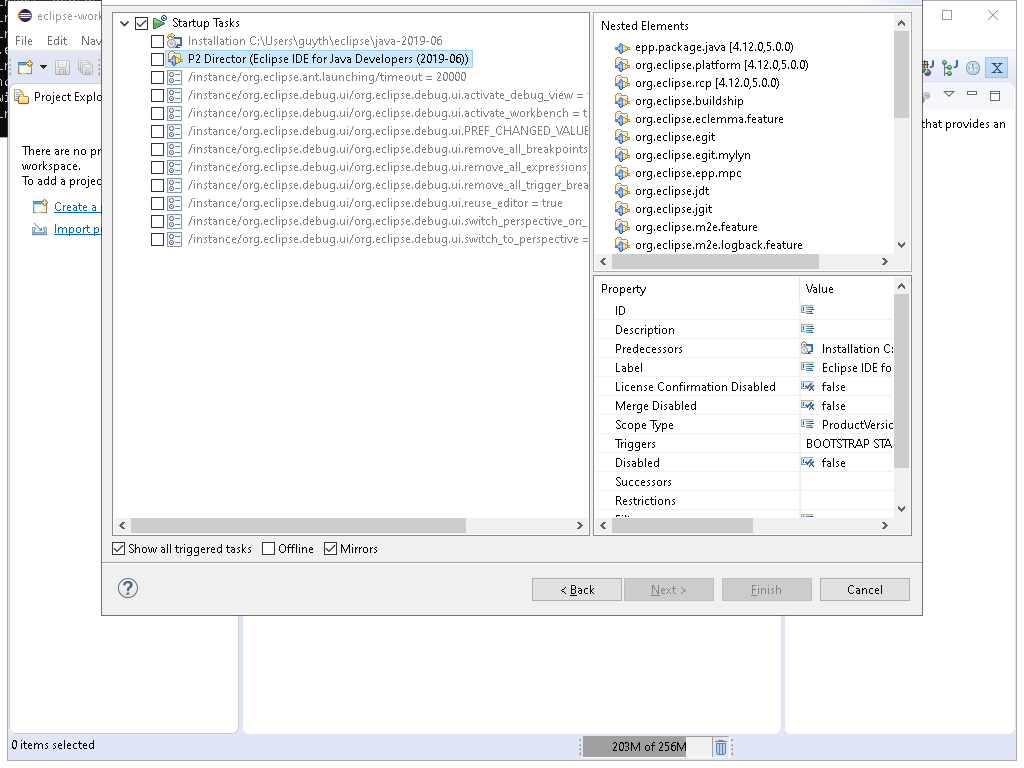 eclipse-work
File Edit Nav
Project Explo
There are no pr
workspace.
To add a projec
Create a
Import pr
Startup Tasks
Installation C:\Users\guyth\eclipse\java-2019-06
P2 Director (Eclipse IDE for Java Developers (2019-06))
/instance/org.eclipse.ant.launching/timeout = 20000
/instance/org.eclipse.debug.ui/org.eclipse.debug.ui.activate_debug_view =
/instance/org.eclipse.debug.ui/org.eclipse.debug.ui.activate_workbench = t
/instance/org.eclipse.debug.ui/org.eclipse.debug.ui.PREF_CHANGED_VALUE
/instance/org.eclipse.debug.ui/org.eclipse.debug.ui.remove_all_breakpoints
/instance/org.eclipse.debug.ui/org.eclipse.debug.ui.remove_all_expressions
/instance/org.eclipse.debug.ui/org.eclipse.debug.ui.remove_all_trigger_brea
/instance/org.eclipse.debug.ui/org.eclipse.debug.ui.reuse_editor = true
/instance/org.eclipse.debug.ui/org.eclipse.debug.ui.switch_perspective_on_
/instance/org.eclipse.debug.ui/org.eclipse.debug.ui.switch_to_perspective =
Nested Elements
epp.package.java [4.12.0,5.0.0)
org.eclipse.platform [4.12.0,5.0.0)
org.eclipse.rcp [4.12.0,5.0.0)
org.eclipse.buildship
org.eclipse.eclemma.feature
org.eclipse.egit
org.eclipse.egit.mylyn
org.eclipse.epp.mpc
org.eclipse.jdt
org.eclipse.jgit
org.eclipse.m2e.feature
org.eclipse.m2e.logback.feature
that provides an
Property Value
ID
Description
Predecessors Installation C:
Label Eclipse IDE fo
License Confirmation Disabled false
Merge Disabled false
Scope Type ProductVersio
Triggers BOOTSTRAP STA
Disabled false
Successors
Restrictions
Show all triggered tasks Offline Mirrors
< Back Next > Finish Cancel
0 items selected
203M of 256M